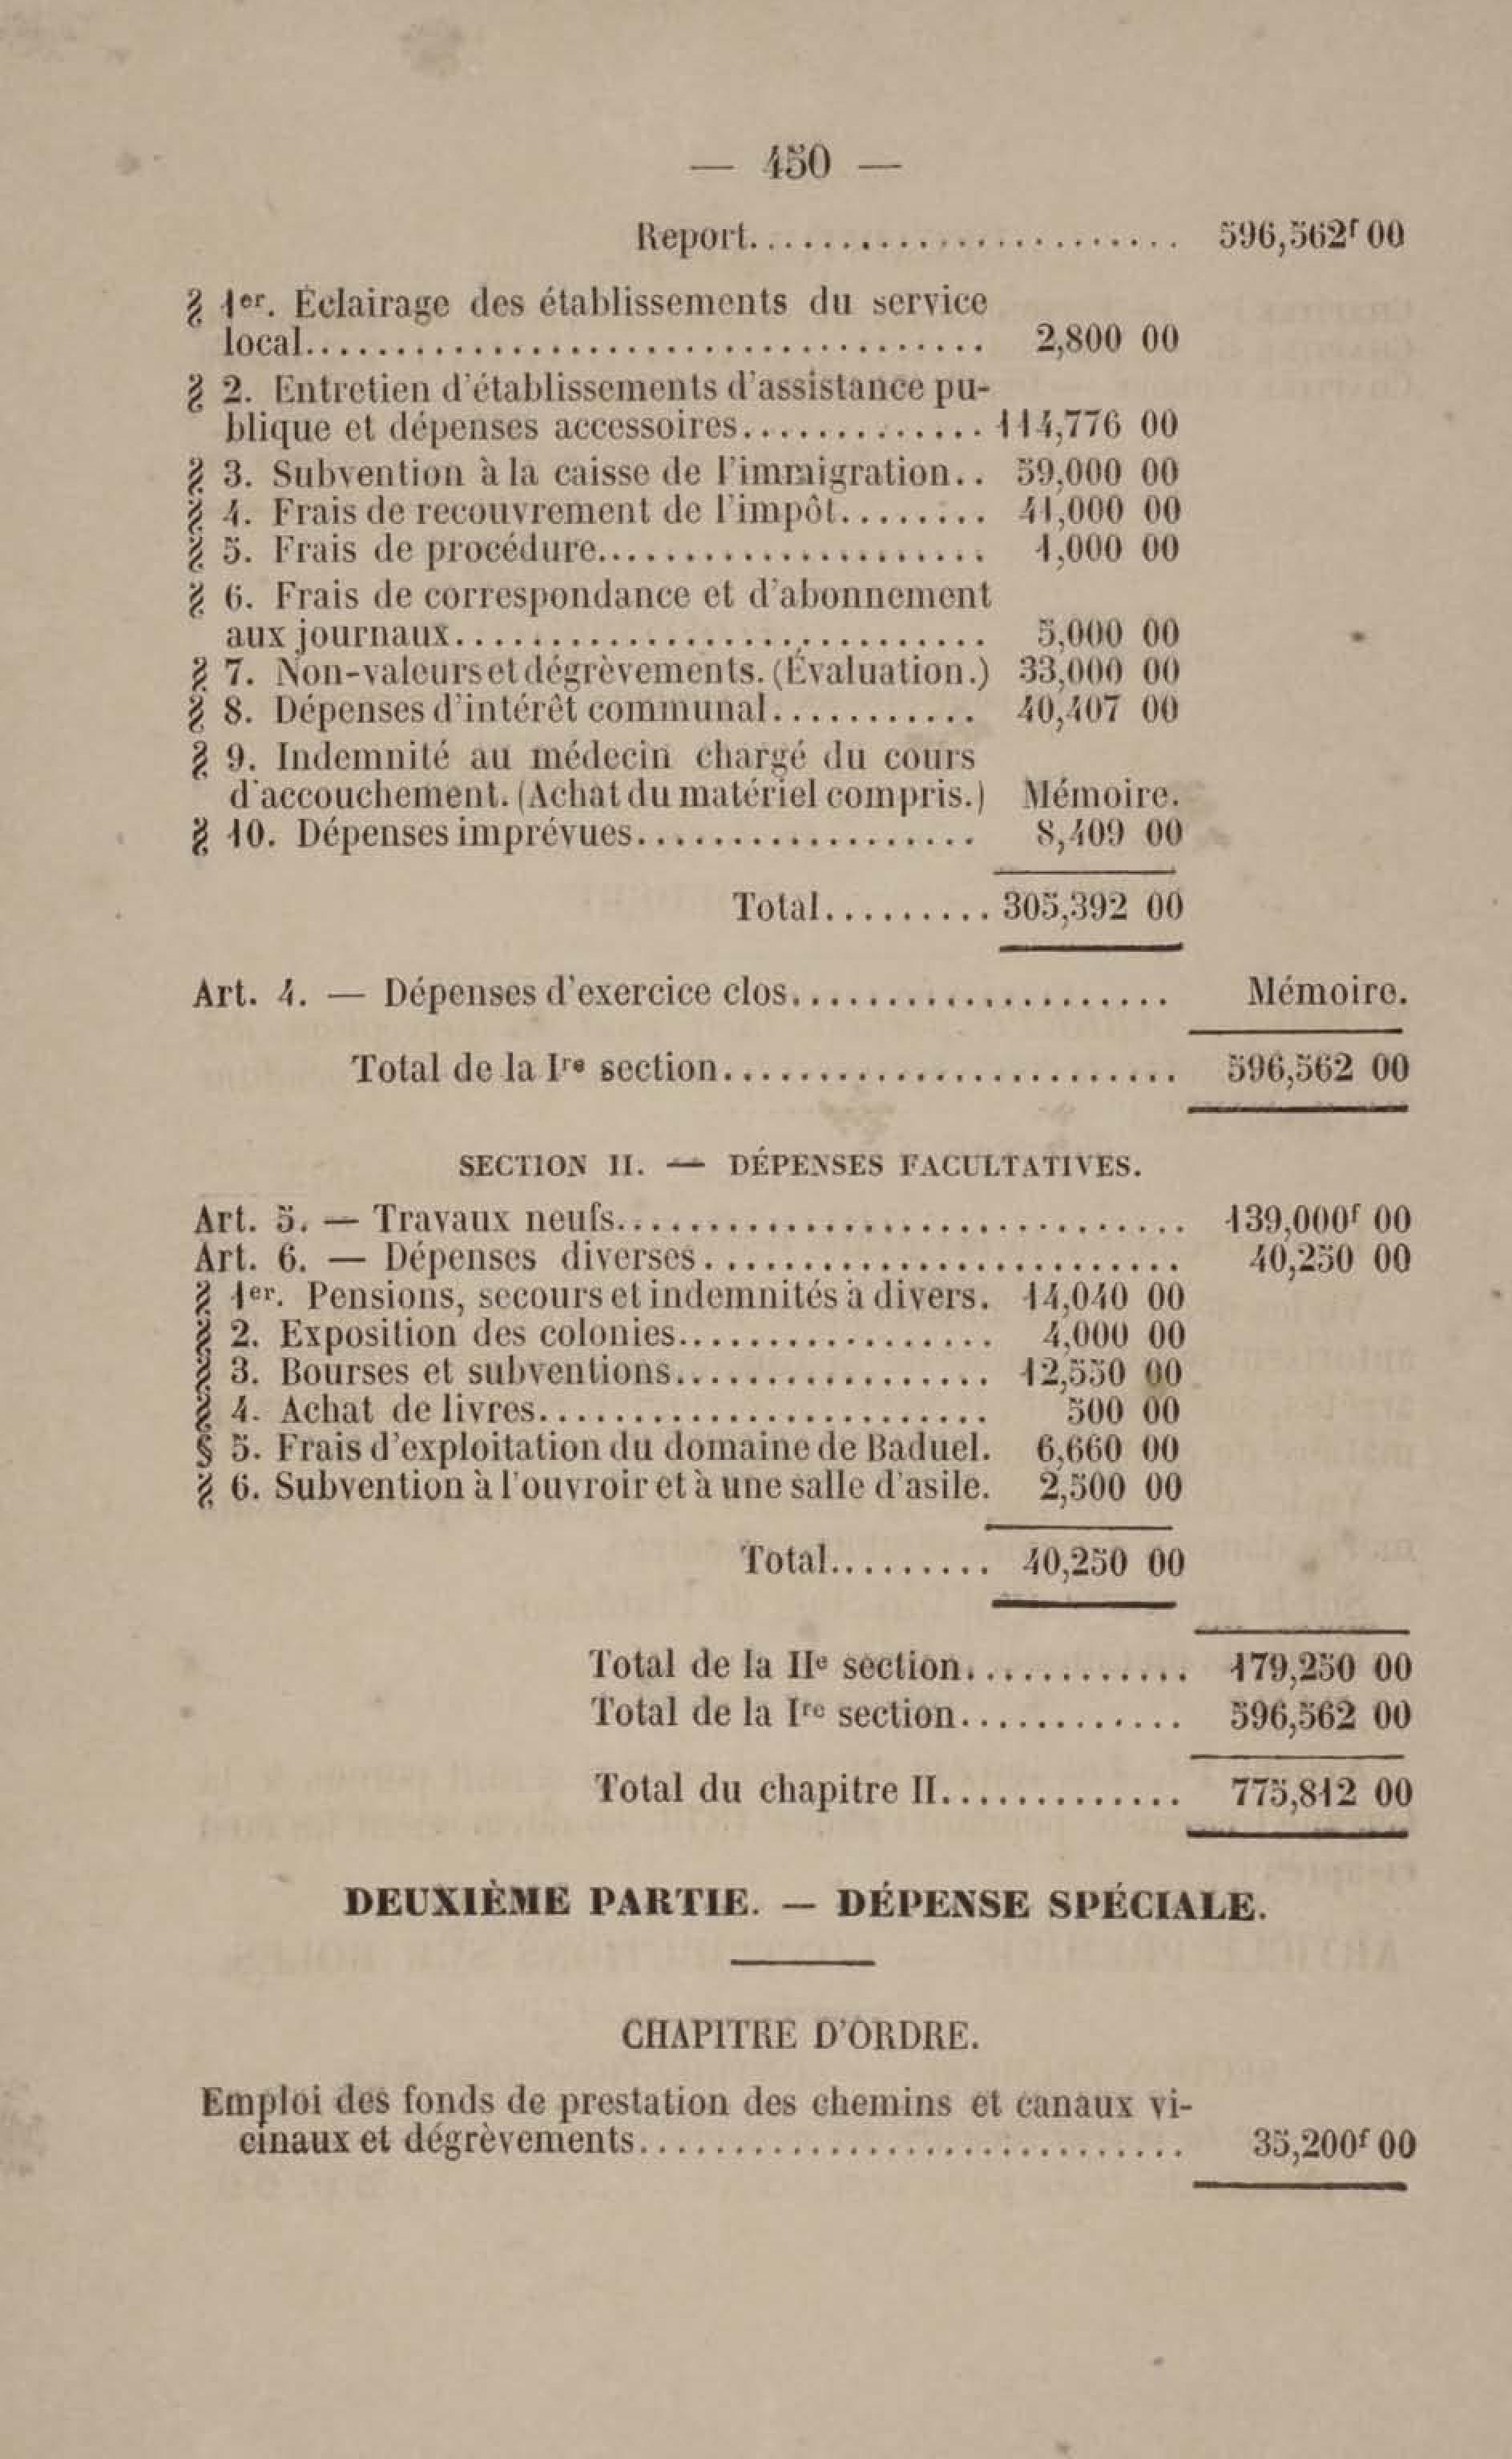 — 450 —
Report........................ 596,562ᶠ 00
§ 1er. Éclairage des établissements du service
local.................................... 2,800 00
§ 2. Entretien d'établissements d'assistance pu-
blique et dépenses accessoires............. 114,776 00
§ 3. Subvention à la caisse de l'immigration.. 59,000 00
§ 4. Frais de recouvrement de l'impôt........ 41,000 00
§ 5. Frais de procédure..................... 1,000 00
§ 6. Frais de correspondance et d'abonnement
aux journaux............................ 5,000 00
§ 7. Non-valeurs et dégrèvements. (Évaluation.) 33,000 00
§ 8. Dépenses d'intérêt communal........... 40,407 00
§ 9. Indemnité au médecin chargé du cours
d'accouchement. (Achat du matériel compris.) Mémoire.
§ 10. Dépenses imprévues.................. 8,409 00
Total......... 305,392 00
Art. 4. — Dépenses d'exercice clos.................... Mémoire.
Total de la Iʳᵉ section........................ 596,562 00
SECTION II. — DÉPENSES FACULTATIVES.
Art. 5. — Travaux neufs.............................. 139,000ᶠ 00
Art. 6. — Dépenses diverses......................... 40,250 00
§ 1er. Pensions, secours et indemnités à divers. 14,040 00
§ 2. Exposition des colonies................. 4,000 00
§ 3. Bourses et subventions................. 12,550 00
§ 4. Achat de livres........................ 500 00
§ 5. Frais d'exploitation du domaine de Baduel. 6,660 00
§ 6. Subvention à l'ouvroir et à une salle d'asile. 2,500 00
Total......... 40,250 00
Total de la IIᵉ section............ 179,250 00
Total de la Iʳᵉ section............ 596,562 00
Total du chapitre II............. 775,812 00
DEUXIÈME PARTIE. — DÉPENSE SPÉCIALE.
CHAPITRE D'ORDRE.
Emploi des fonds de prestation des chemins et canaux vi-
cinaux et dégrèvements............................. 35,200ᶠ 00